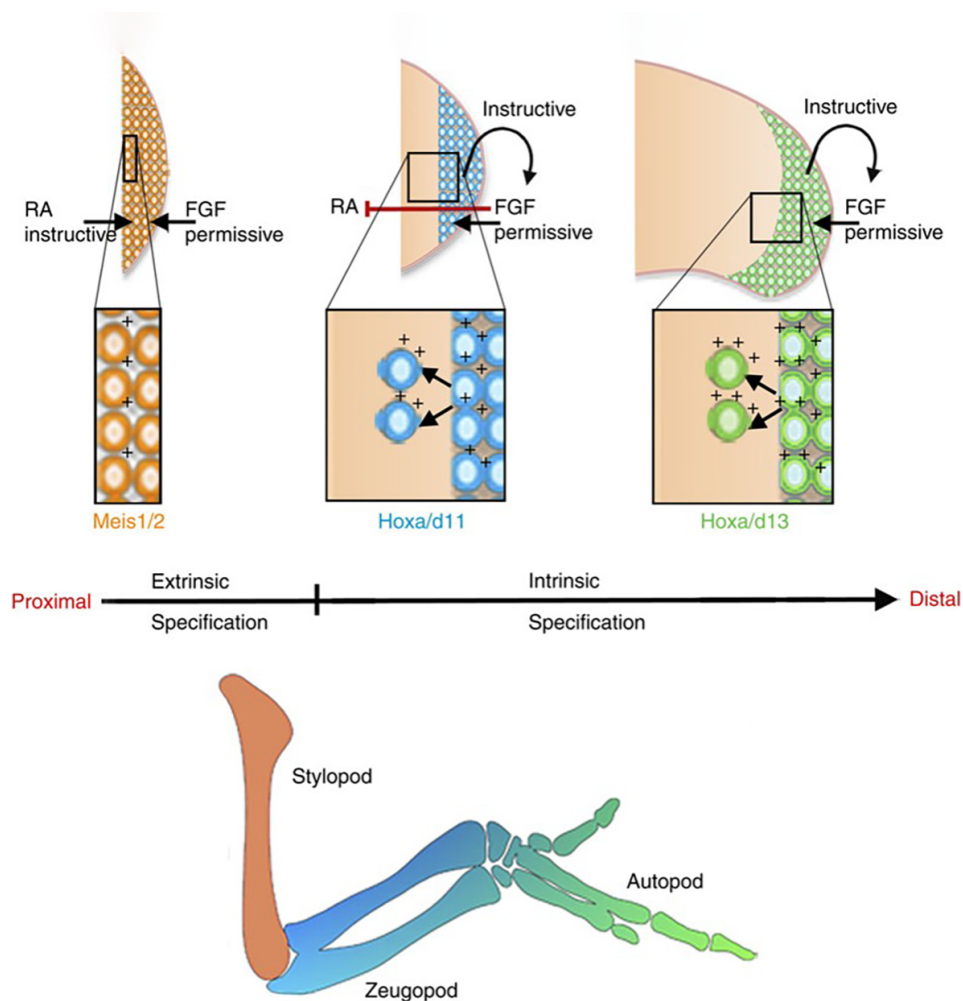 RA
instructive
FGF
permissive
Instructive
RA
FGF
permissive
Instructive
FGF
permissive
+
+
+
+
+
+
+
+
+
+
+
+
+
+
+ +
+
+ +
+
+ +
+ +
+ +
+ +
+
Meis1/2
Hoxa/d11
Hoxa/d13
Proximal
Extrinsic
Specification
Intrinsic
Specification
Distal
Stylopod
Autopod
Zeugopod